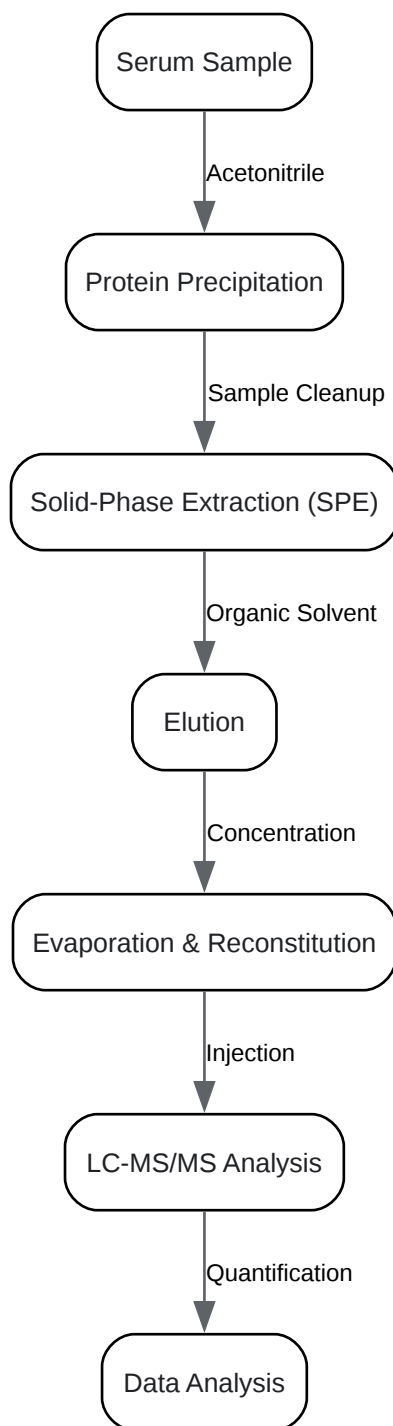 Serum Sample
Acetonitrile
Protein Precipitation
Sample Cleanup
Solid-Phase Extraction (SPE)
Organic Solvent
Elution
Concentration
Evaporation & Reconstitution
Injection
LC-MS/MS Analysis
Quantification
Data Analysis